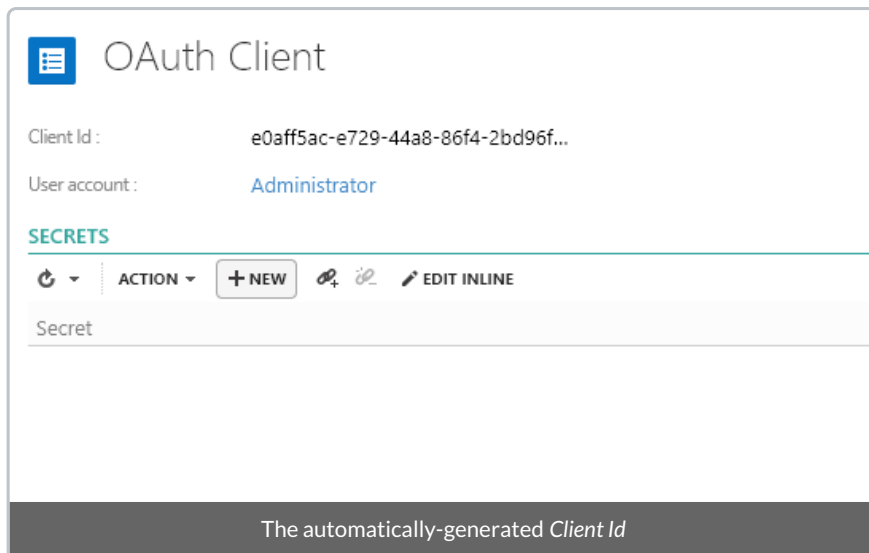 OAuth Client
Client Id : e0aff5ac-e729-44a8-86f4-2bd96f...
User account : Administrator
SECRETS
ACTION NEW EDIT INLINE
Secret
The automatically-generated Client Id